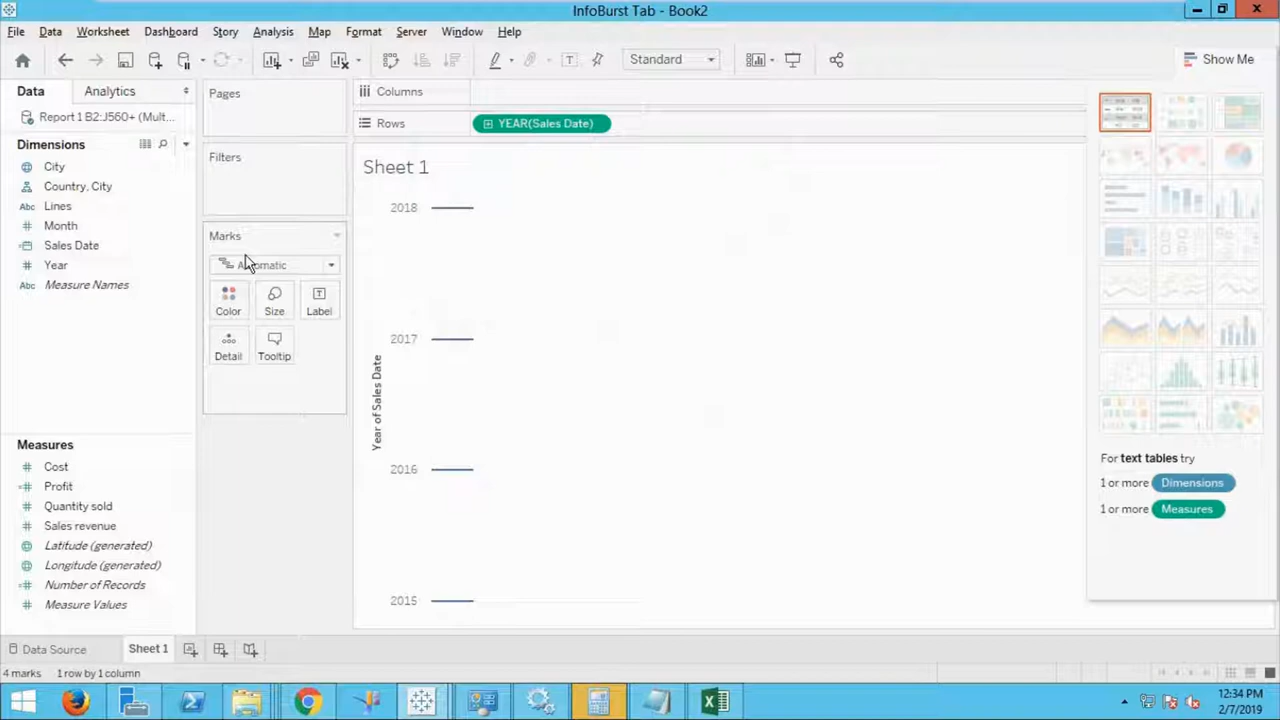 InfoBurst Tab - Book2
File Data Worksheet Dashboard Story Analysis Map Format Server Window Help
Standard
Show Me
Data Analytics
Report 1 B2:J560+ (Mult...
Dimensions
City
Country, City
Abc Lines
Month
Sales Date
Year
Abc Measure Names
Measures
Cost
Profit
Quantity sold
Sales revenue
Latitude (generated)
Longitude (generated)
Number of Records
Measure Values
Pages
Filters
Marks
Color Size Label
Detail Tooltip
Columns
Rows YEAR(Sales Date)
Sheet 1
2018
2017
2016
2015
Year of Sales Date
For text tables try
1 or more Dimensions
1 or more Measures
Data Source Sheet 1
4 marks 1 row by 1 column
12:34 PM
2/7/2019